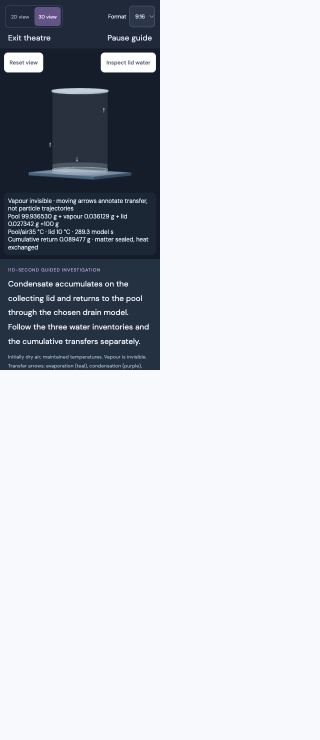 2D view
3D view
Format
9:16
Exit theatre
Pause guide
Reset view
Inspect lid water
Vapour invisible · moving arrows annotate transfer,
not particle trajectories
Pool 99.936530 g + vapour 0.036129 g + lid
0.027342 g =100 g
Pool/air35 °C · lid 10 °C · 289.3 model s
Cumulative return 0.089477 g · matter sealed, heat
exchanged
110-SECOND GUIDED INVESTIGATION
Condensate accumulates on the
collecting lid and returns to the pool
through the chosen drain model.
Follow the three water inventories and
the cumulative transfers separately.
Initially dry air; maintained temperatures. Vapour is invisible.
Transfer arrows: evaporation (teal), condensation (purple),